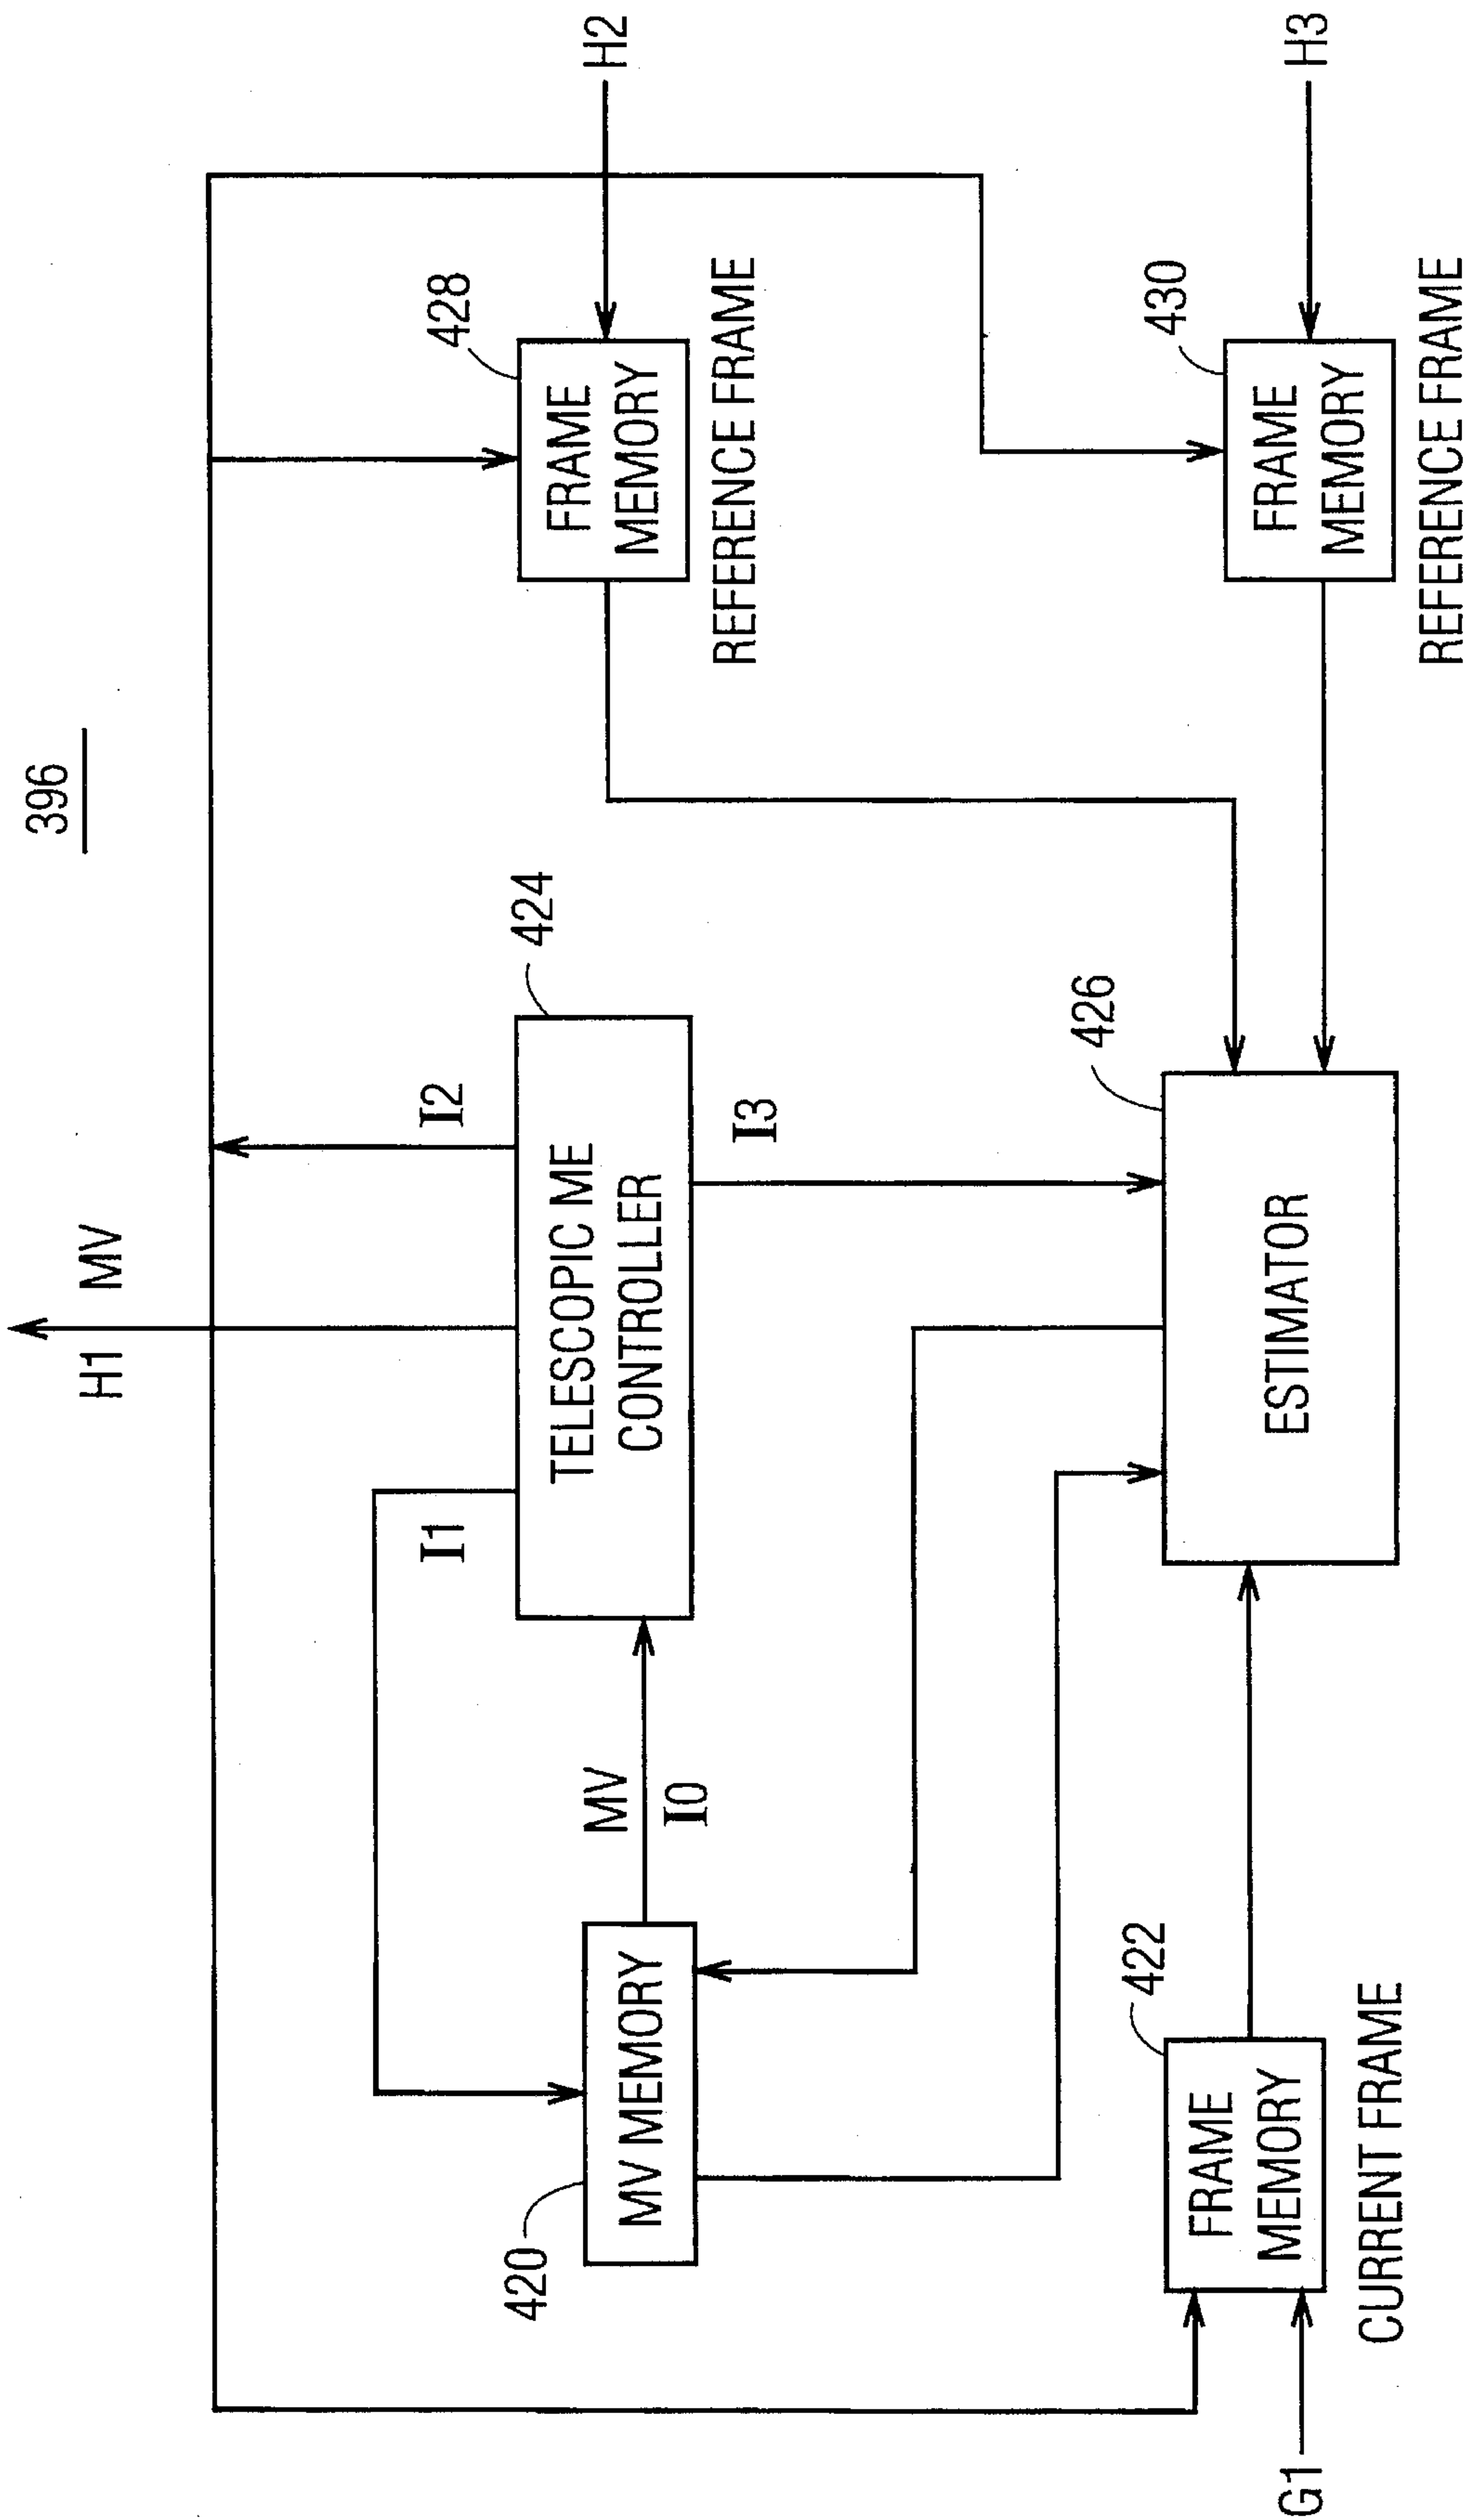 396
H1 MV
I1
I2
424
TELESCOPIC ME
CONTROLLER
MV
I0
I3
420
MV MEMORY
428
FRAME
MEMORY
REFERENCE FRAME
H2
422
FRAME
MEMORY
CURRENT FRAME
G1
426
ESTIMATOR
430
FRAME
MEMORY
REFERENCE FRAME
H3